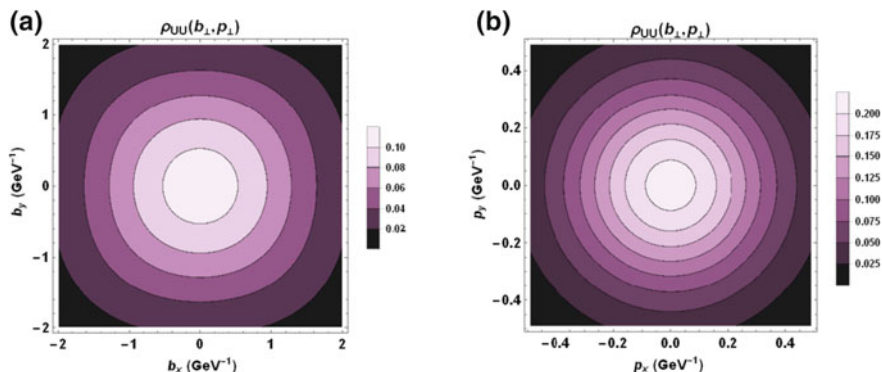 (a)
ρUU(b⊥,p⊥)
2
1
0
-1
-2
by (GeV⁻¹)
-2 -1 0 1 2
bx (GeV⁻¹)
0.10
0.08
0.06
0.04
0.02
(b)
ρUU(b⊥,p⊥)
0.4
0.2
0.0
-0.2
-0.4
py (GeV⁻¹)
-0.4 -0.2 0.0 0.2 0.4
px (GeV⁻¹)
0.200
0.175
0.150
0.125
0.100
0.075
0.050
0.025